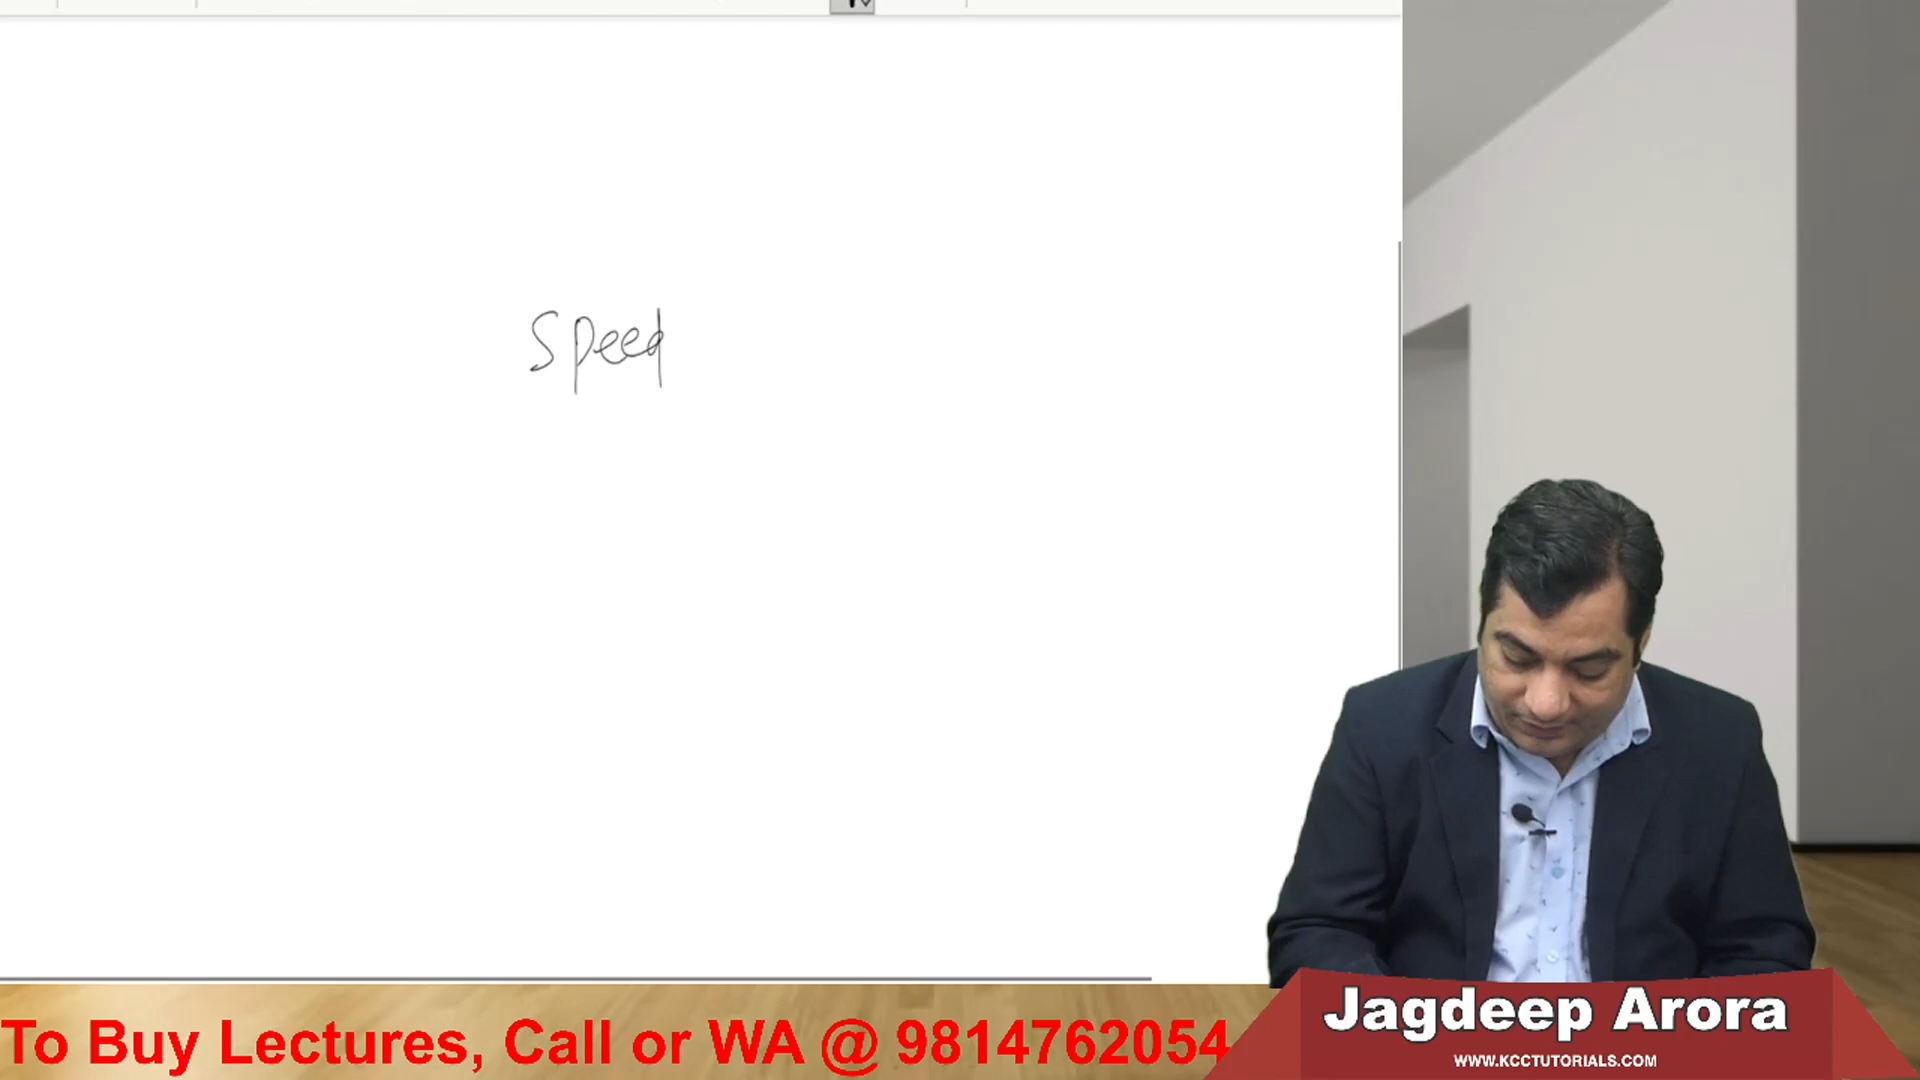 Speed
Jagdeep Arora
To Buy Lectures, Call or WA @ 9814762054
WWW.KCCTUTORIALS.COM